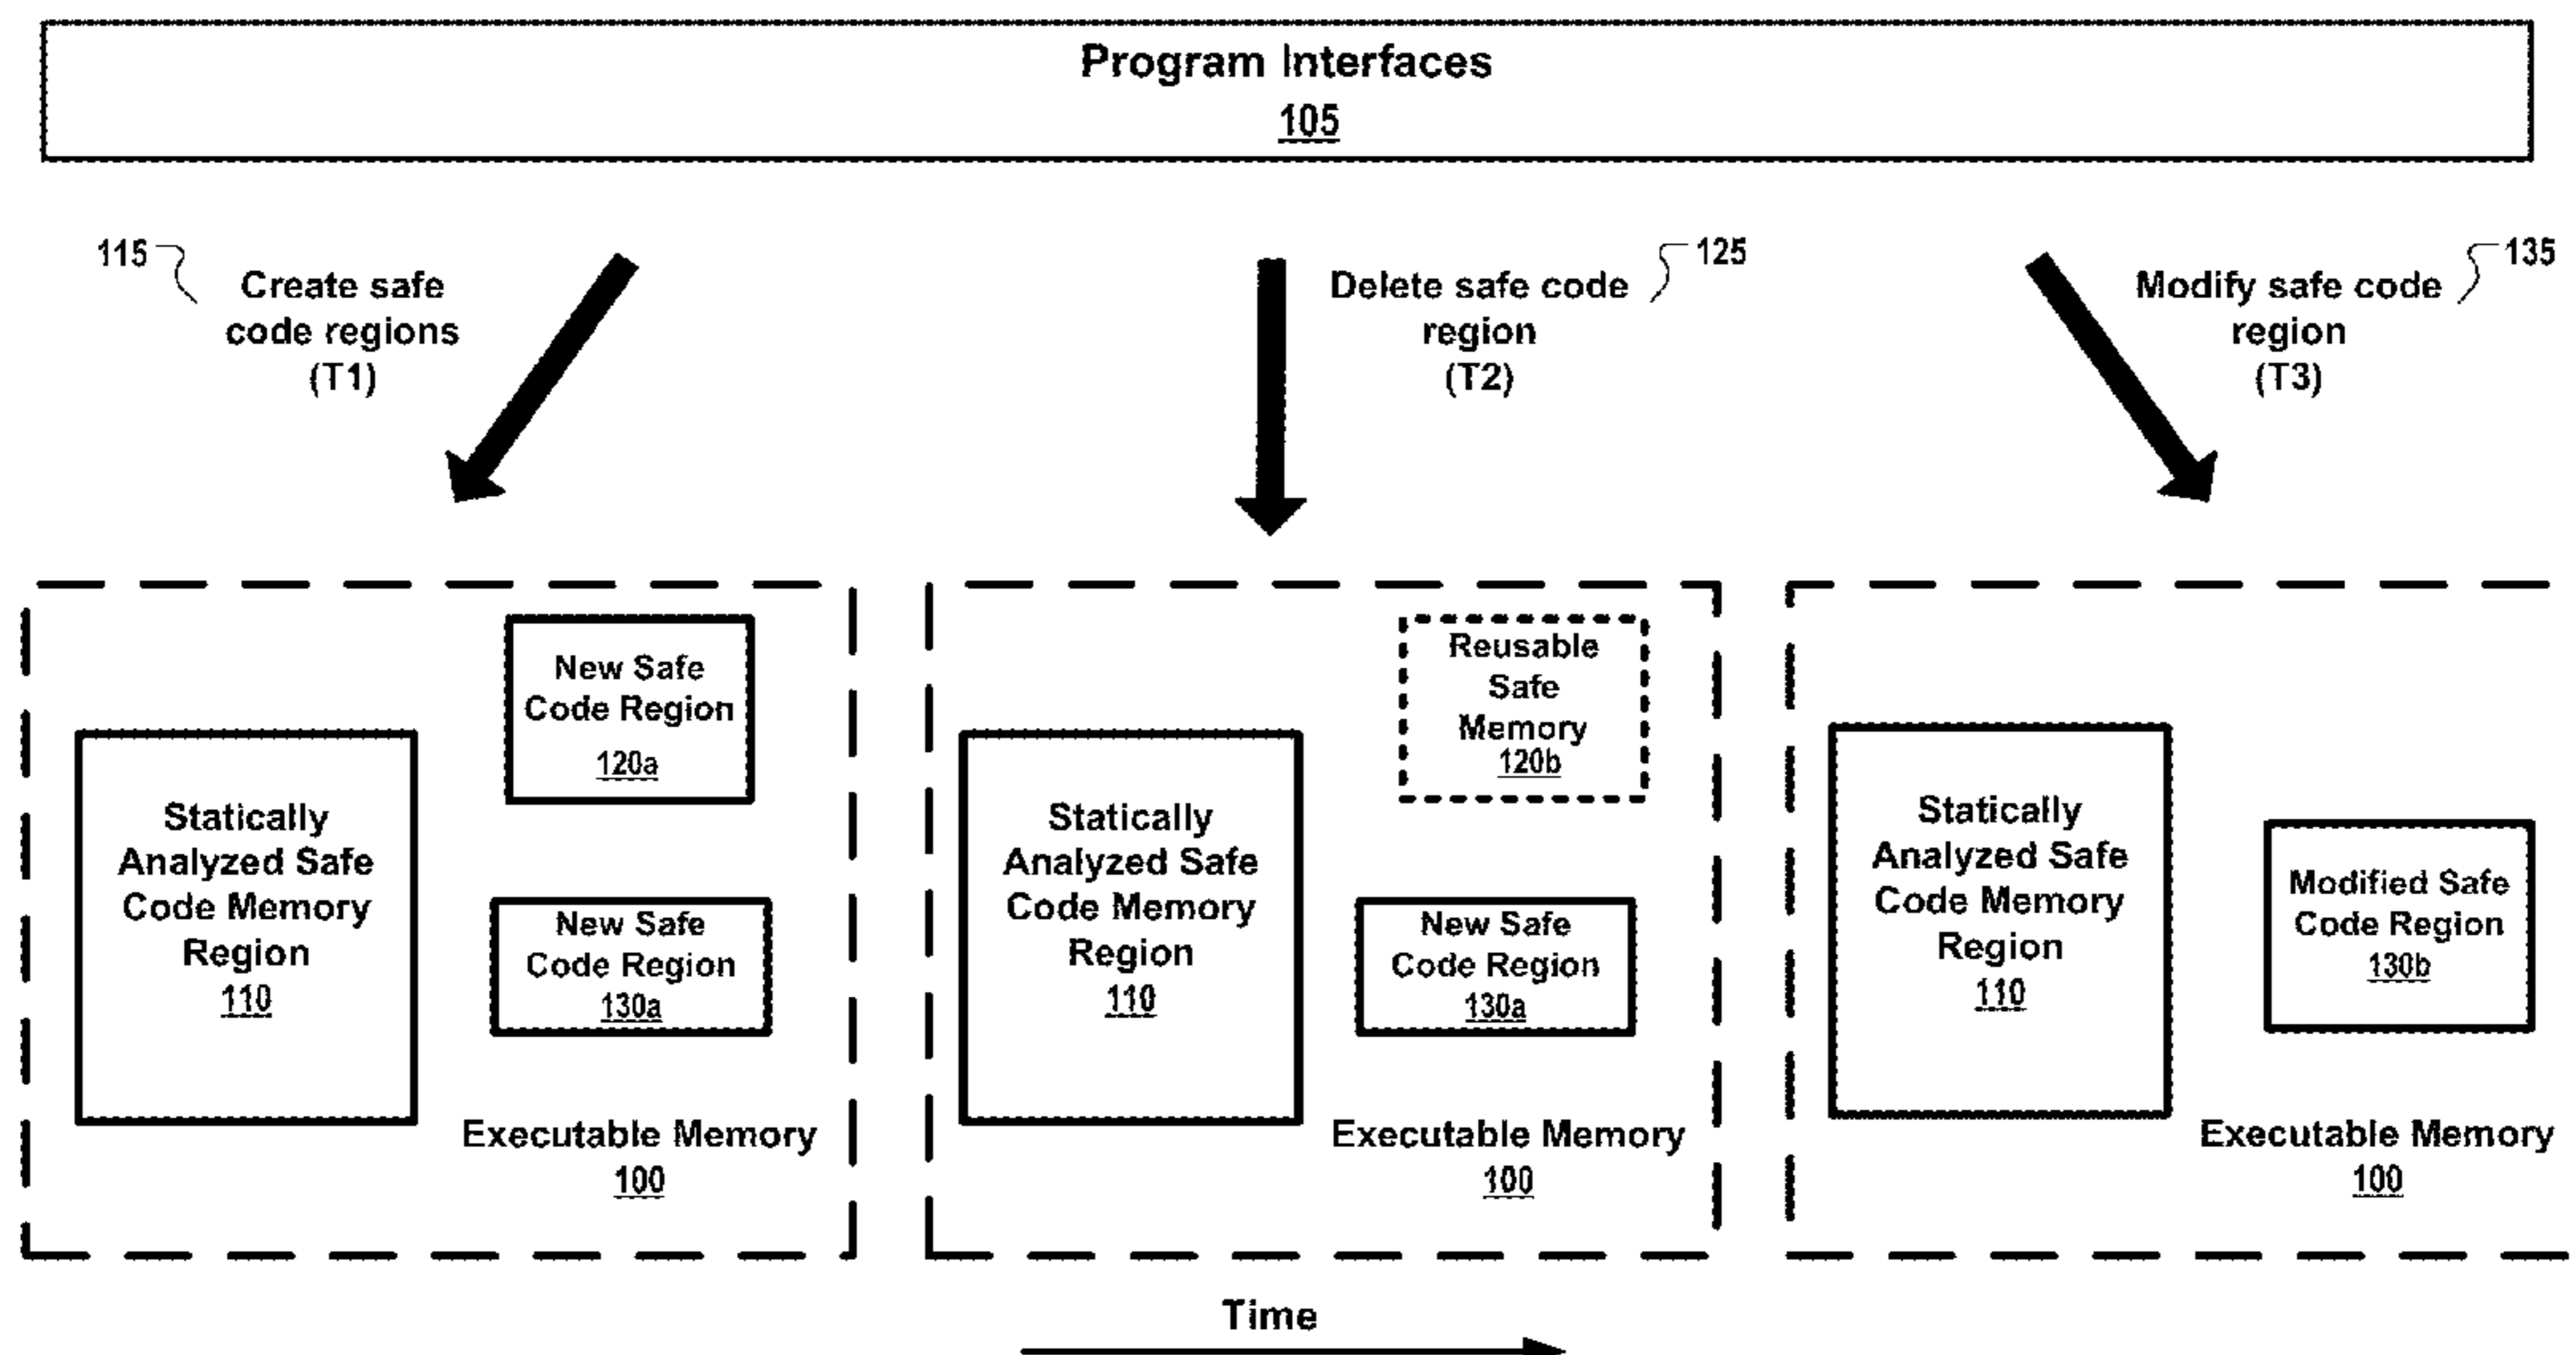 Program Interfaces
105
115
Create safe
code regions
(T1)
125
Delete safe code
region
(T2)
135
Modify safe code
region
(T3)
New Safe
Code Region
120a
Statically
Analyzed Safe
Code Memory
Region
110
New Safe
Code Region
130a
Executable Memory
100
Reusable
Safe
Memory
120b
Statically
Analyzed Safe
Code Memory
Region
110
New Safe
Code Region
130a
Executable Memory
100
Statically
Analyzed Safe
Code Memory
Region
110
Modified Safe
Code Region
130b
Executable Memory
100
Time